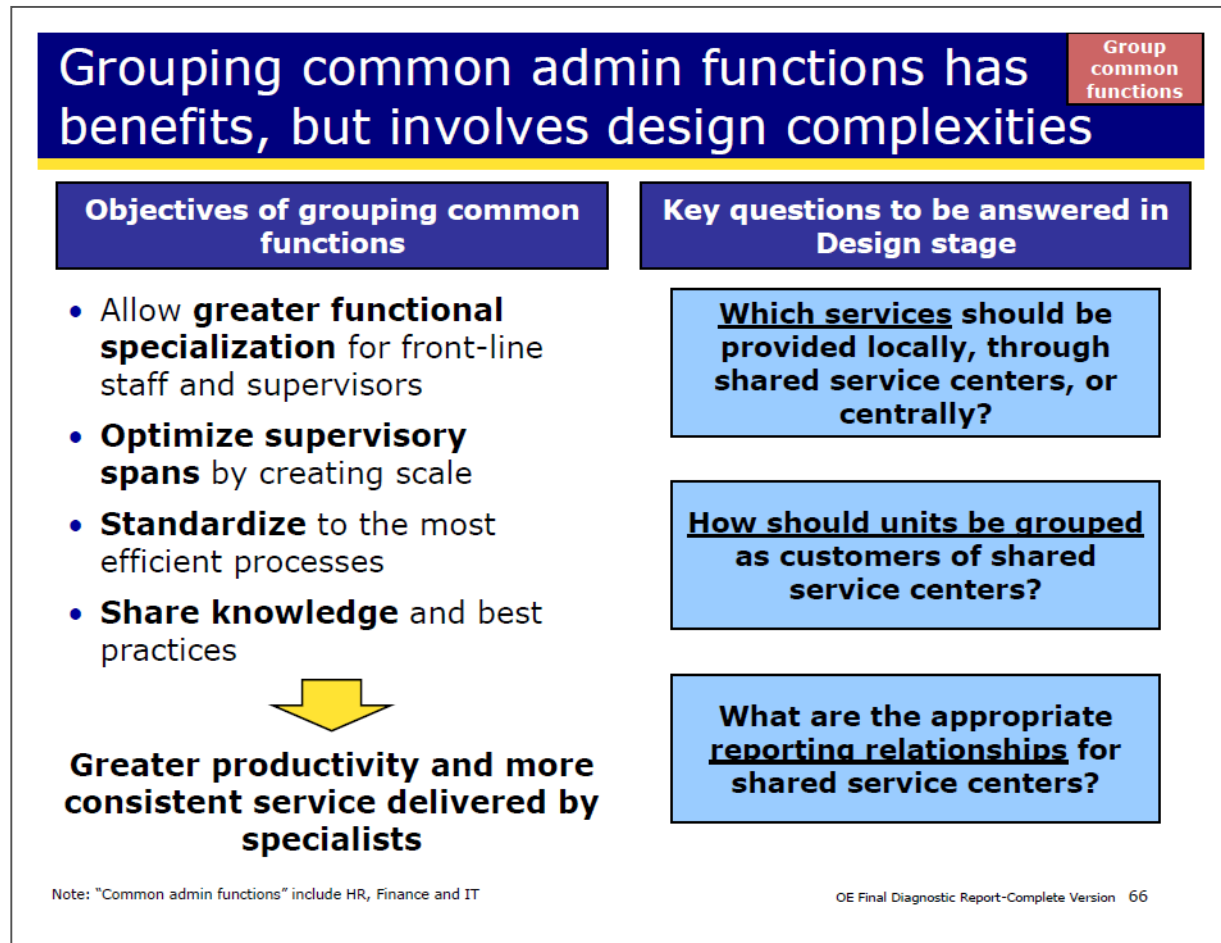 Grouping common admin functions has
benefits, but involves design complexities
Group
common
functions
Objectives of grouping common
functions
• Allow greater functional
specialization for front-line
staff and supervisors
• Optimize supervisory
spans by creating scale
• Standardize to the most
efficient processes
• Share knowledge and best
practices
Greater productivity and more
consistent service delivered by
specialists
Key questions to be answered in
Design stage
Which services should be
provided locally, through
shared service centers, or
centrally?
How should units be grouped
as customers of shared
service centers?
What are the appropriate
reporting relationships for
shared service centers?
Note: “Common admin functions” include HR, Finance and IT
OE Final Diagnostic Report-Complete Version 66